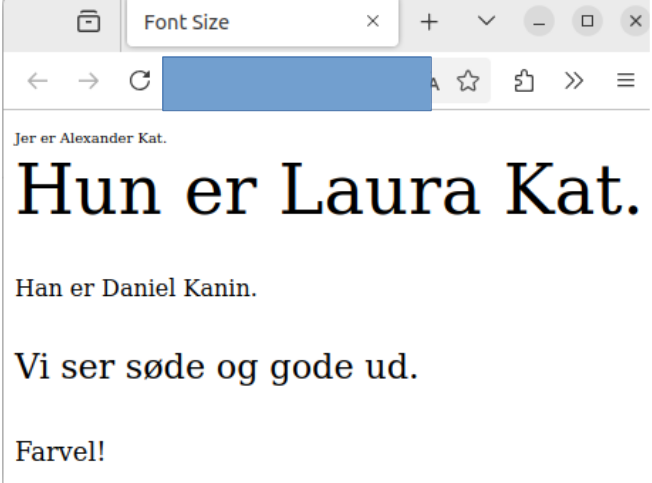 Font Size
Jer er Alexander Kat.
Hun er Laura Kat.
Han er Daniel Kanin.
Vi ser søde og gode ud.
Farvel!